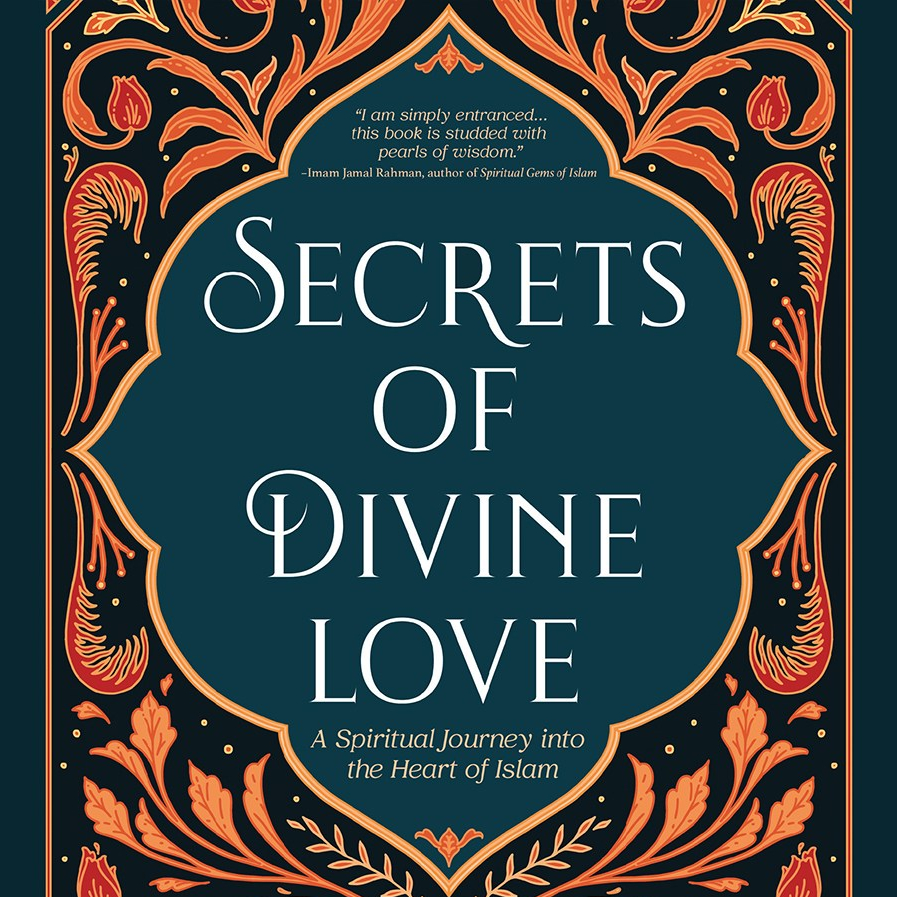 “I am simply entranced...
this book is studded with
pearls of wisdom.”
–Imam Jamal Rahman, author of Spiritual Gems of Islam
SECRETS
OF
DIVINE
LOVE
A Spiritual Journey into
the Heart of Islam